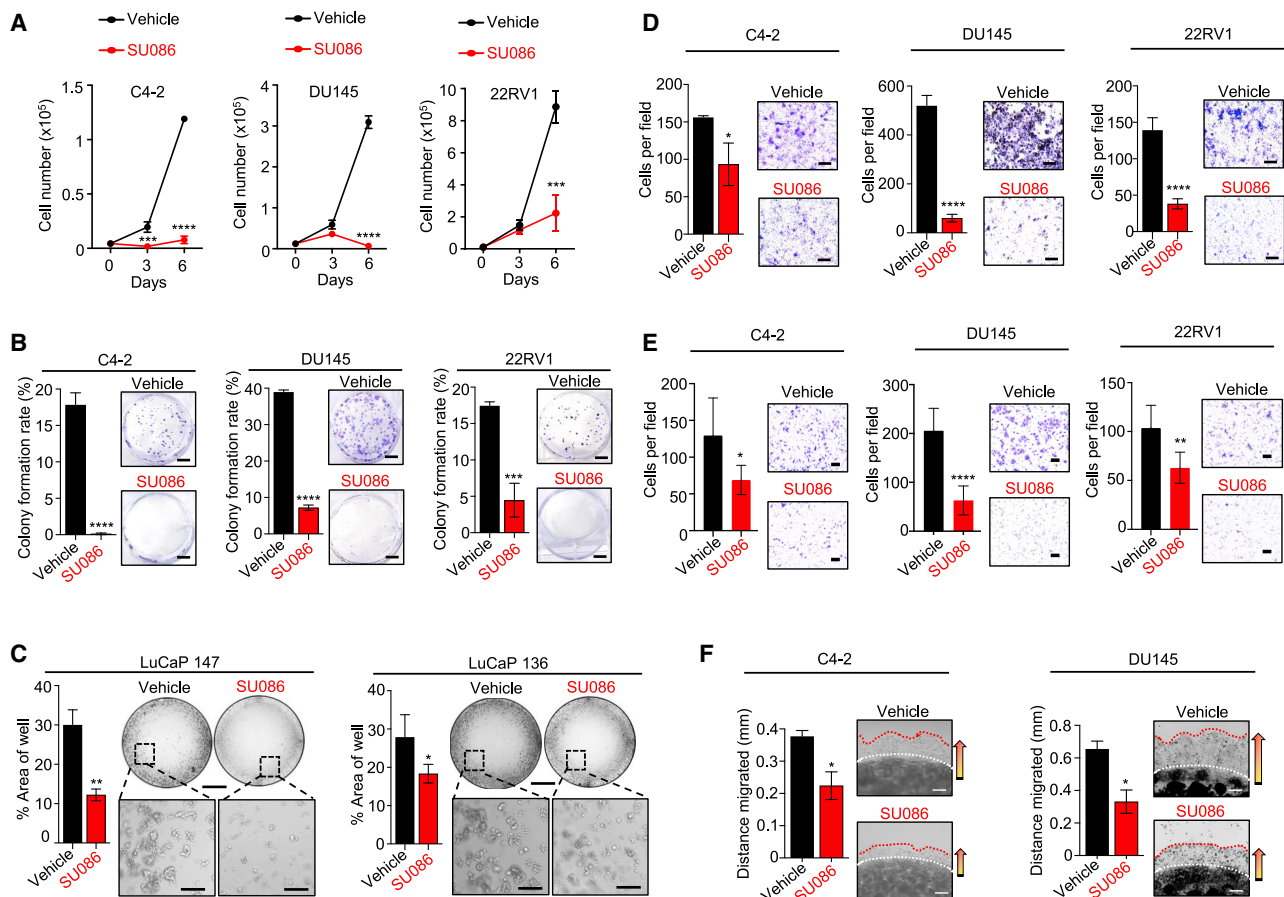 A
Vehicle
SU086
Vehicle
SU086
Vehicle
SU086
C4-2
Cell number (x10⁵)
1.5
1
0.5
0
0 3 6
Days
***
****
DU145
Cell number (x10⁵)
4
3
2
1
0
0 3 6
Days
****
22RV1
Cell number (x10⁵)
10
8
6
4
2
0
0 3 6
Days
***
B
C4-2
Colony formation rate (%)
20
15
10
5
0
****
Vehicle
SU086
Vehicle
SU086
DU145
Colony formation rate (%)
40
30
20
10
0
****
Vehicle
SU086
Vehicle
SU086
22RV1
Colony formation rate (%)
20
15
10
5
0
***
Vehicle
SU086
Vehicle
SU086
C
LuCaP 147
% Area of well
40
30
20
10
0
**
Vehicle
SU086
Vehicle
SU086
LuCaP 136
% Area of well
40
30
20
10
0
*
Vehicle
SU086
Vehicle
SU086
D
C4-2
Cells per field
200
150
100
50
0
*
Vehicle
SU086
Vehicle
SU086
DU145
Cells per field
600
400
200
0
****
Vehicle
SU086
Vehicle
SU086
22RV1
Cells per field
200
150
100
50
0
****
Vehicle
SU086
Vehicle
SU086
E
C4-2
Cells per field
200
150
100
50
0
*
Vehicle
SU086
Vehicle
SU086
DU145
Cells per field
300
200
100
0
****
Vehicle
SU086
Vehicle
SU086
22RV1
Cells per field
150
100
50
0
**
Vehicle
SU086
Vehicle
SU086
F
C4-2
Distance migrated (mm)
0.4
0.3
0.2
0.1
0
*
Vehicle
SU086
Vehicle
SU086
DU145
Distance migrated (mm)
0.8
0.6
0.4
0.2
0
*
Vehicle
SU086
Vehicle
SU086